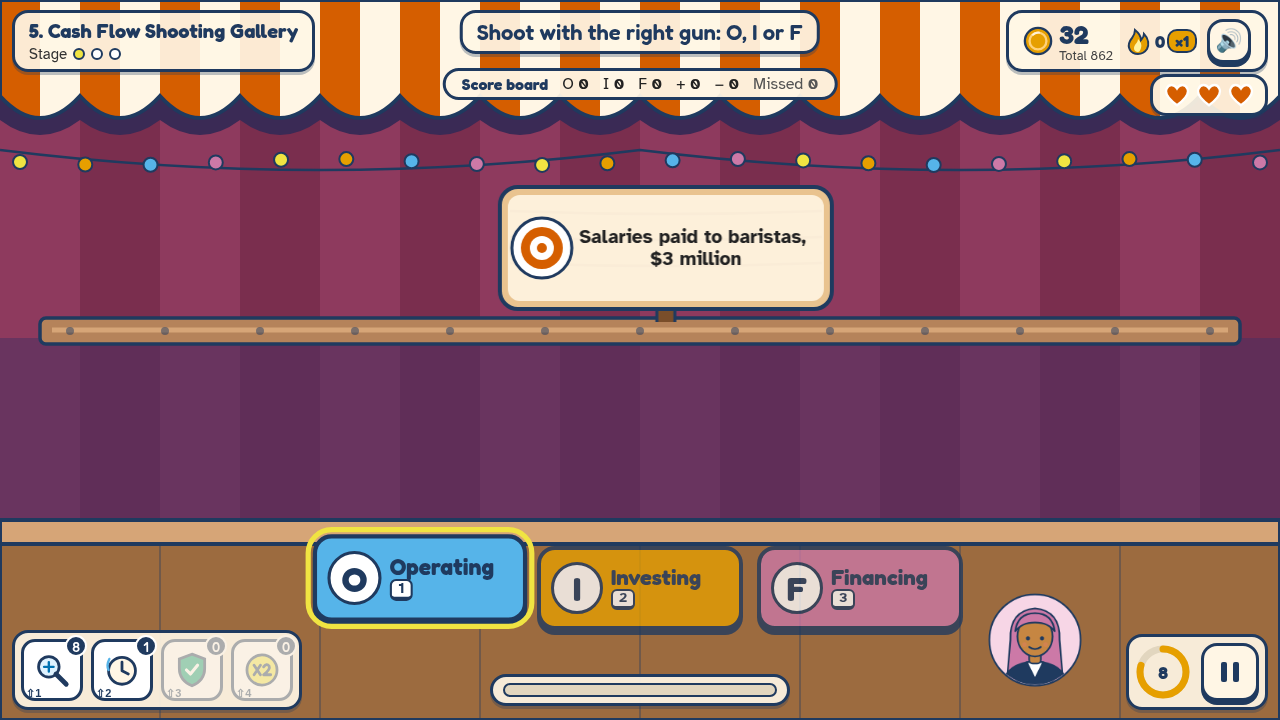 5. Cash Flow Shooting Gallery
Stage
Shoot with the right gun: O, I or F
Score board O 0 I 0 F 0 + 0 − 0 Missed 0
32
Total 862
0 x1
Salaries paid to baristas,
$3 million
O Operating
1
I Investing
2
F Financing
3
8 1 0 0
X2
⇧1 ⇧2 ⇧3 ⇧4
8